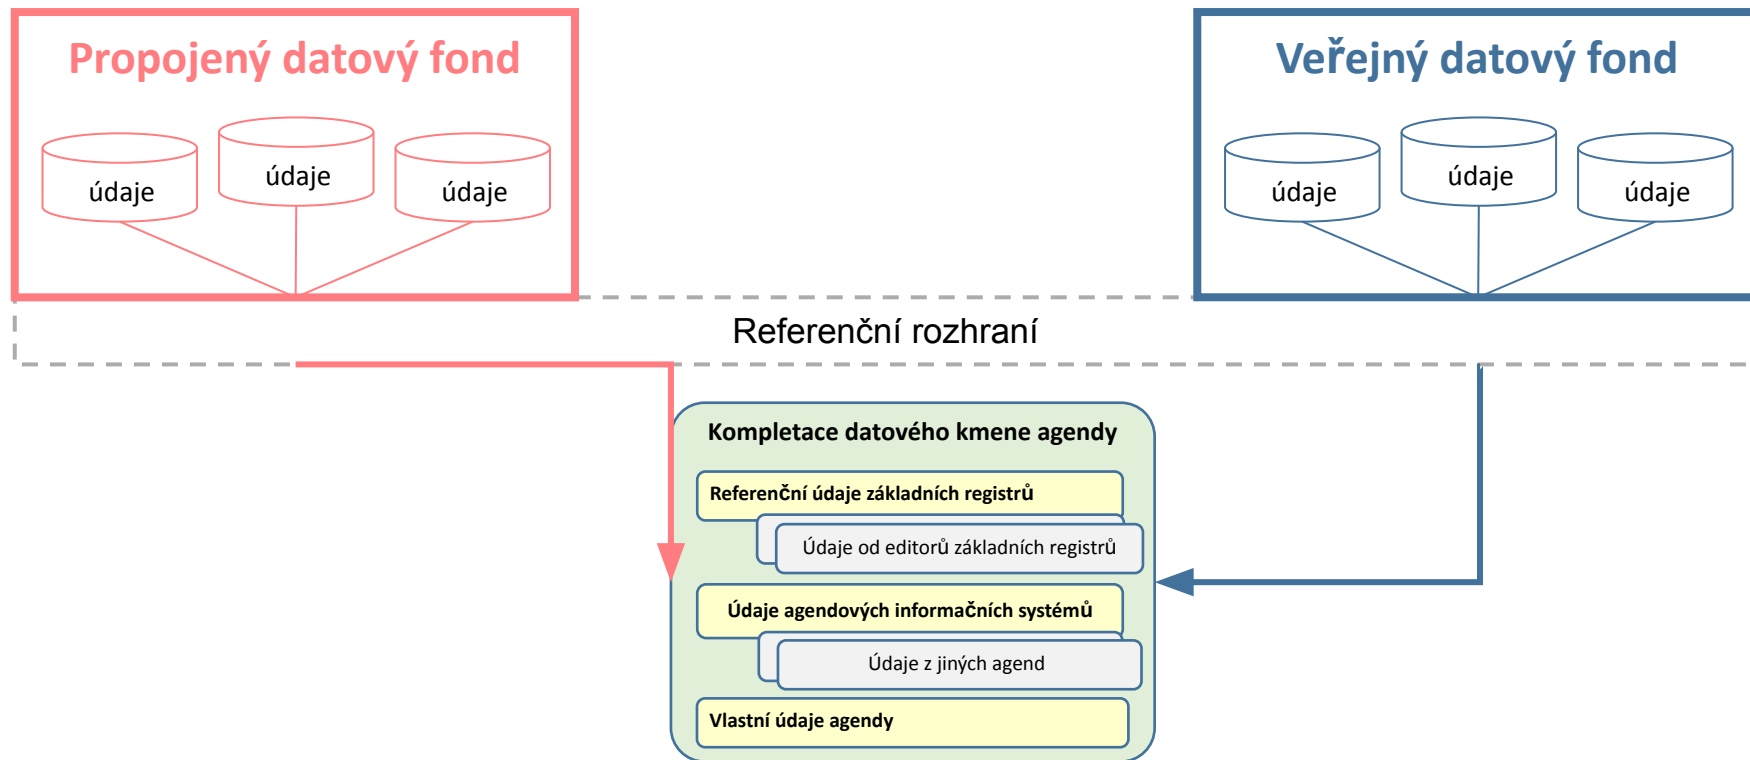 Propojený datový fond
Veřejný datový fond
údaje
údaje
údaje
údaje
údaje
údaje
Referenční rozhraní
Kompletace datového kmene agendy
Referenční údaje základních registrů
Údaje od editorů základních registrů
Údaje agendových informačních systémů
Údaje z jiných agend
Vlastní údaje agendy